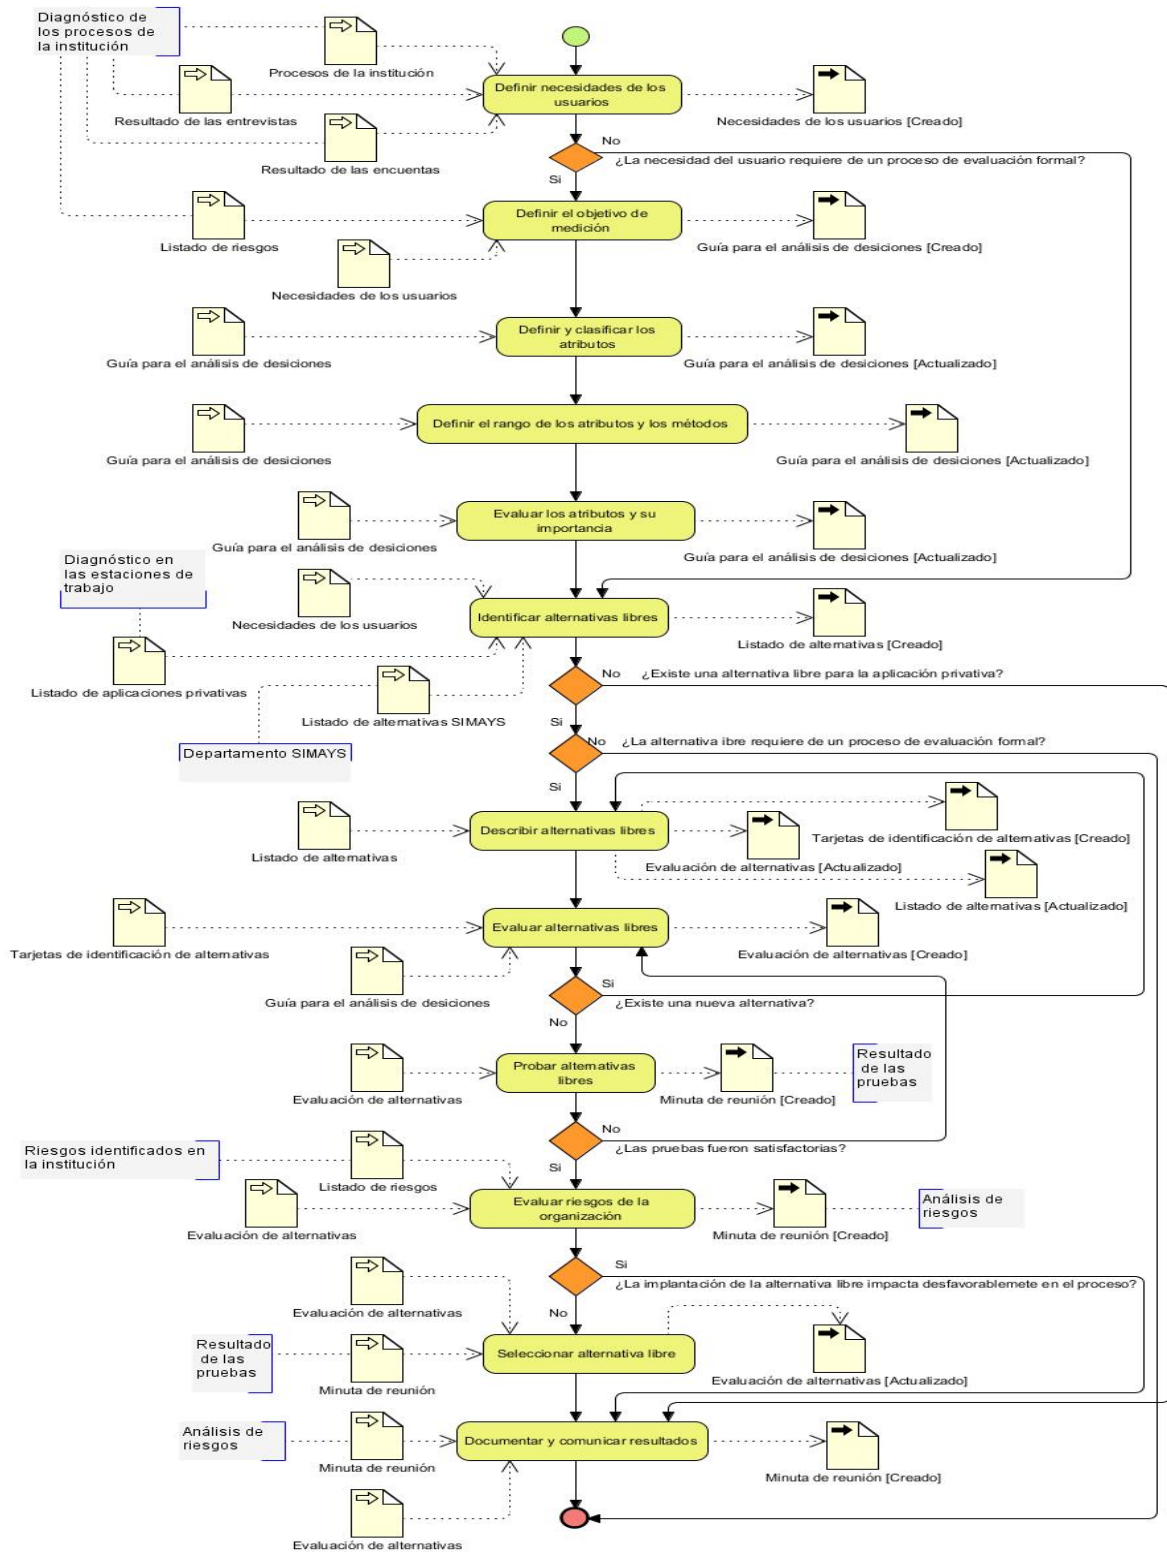 Diagnóstico de
los procesos de
la institución
Procesos de la institución
Definir necesidades de los
usuarios
Resultado de las entrevistas
Necesidades de los usuarios [Creado]
No
¿La necesidad del usuario requiere de un proceso de evaluación formal?
Resultado de las encuentas
Si
Definir el objetivo de
medición
Listado de riesgos
Guía para el análisis de desiciones [Creado]
Necesidades de los usuarios
Definir y clasificar los
atributos
Guía para el análisis de desiciones
Guía para el análisis de desiciones [Actualizado]
Definir el rango de los atributos y los métodos
Guía para el análisis de desiciones
Guía para el análisis de desiciones [Actualizado]
Evaluar los atributos y su
importancia
Guía para el análisis de desiciones
Guía para el análisis de desiciones [Actualizado]
Diagnóstico en
las estaciones de
trabajo
Necesidades de los usuarios
Identificar alternativas libres
Listado de alternativas [Creado]
No
¿Existe una alternativa libre para la aplicación privativa?
Listado de aplicaciones privativas
Listado de alternativas SIMAYS
Si
No
¿La alternativa ibre requiere de un proceso de evaluación formal?
Departamento SIMAYS
Si
Describir alternativas libres
Tarjetas de identificación de alternativas [Creado]
Listado de alternativas
Evaluación de alternativas [Actualizado]
Listado de alternativas [Actualizado]
Evaluar alternativas libres
Tarjetas de identificación de alternativas
Evaluación de alternativas [Creado]
Guía para el análisis de desiciones
Si
¿Existe una nueva alternativa?
No
Probar alternativas
libres
Resultado
de las
pruebas
Evaluación de alternativas
Minuta de reunión [Creado]
No
¿Las pruebas fueron satisfactorias?
Riesgos identificados en
la institución
Si
Listado de riesgos
Evaluar riesgos de la
organización
Análisis de
riesgos
Evaluación de alternativas
Minuta de reunión [Creado]
Si
¿La implantación de la alternativa libre impacta desfavorablemete en el proceso?
Evaluación de alternativas
No
Resultado
de las
pruebas
Seleccionar alternativa libre
Evaluación de alternativas [Actualizado]
Minuta de reunión
Análisis de
riesgos
Documentar y comunicar resultados
Minuta de reunión
Minuta de reunión [Creado]
Evaluación de alternativas